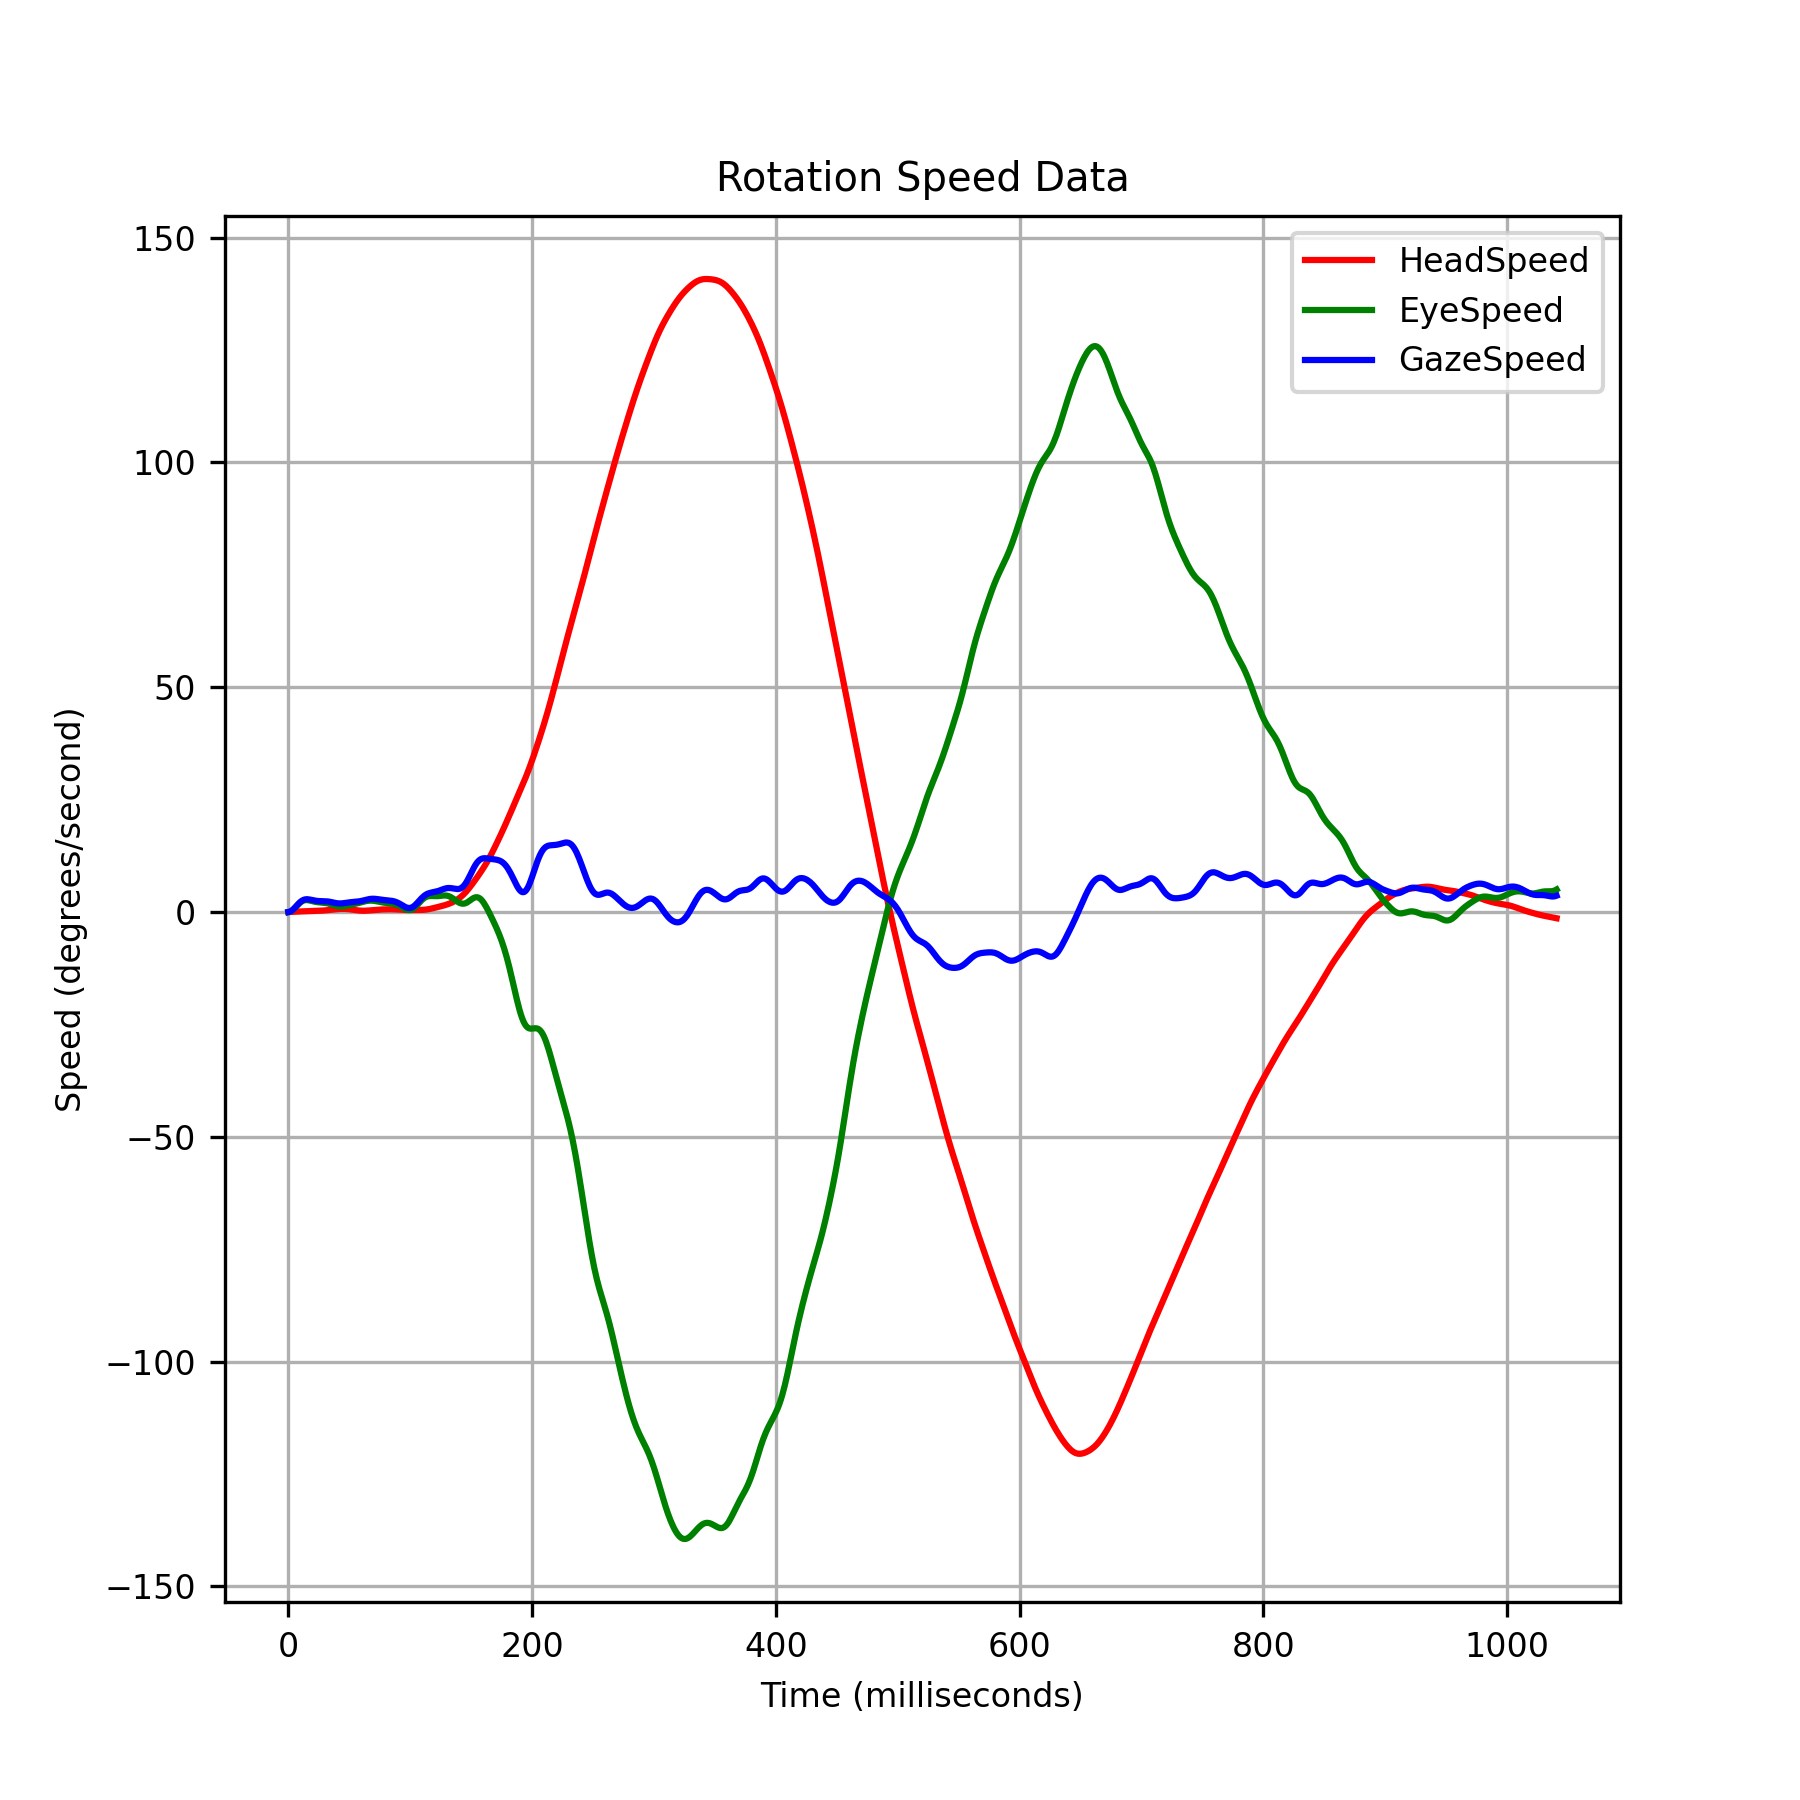 Rotation Speed Data
HeadSpeed
EyeSpeed
GazeSpeed
150
100
50
0
−50
−100
−150
Speed (degrees/second)
0 200 400 600 800 1000
Time (milliseconds)